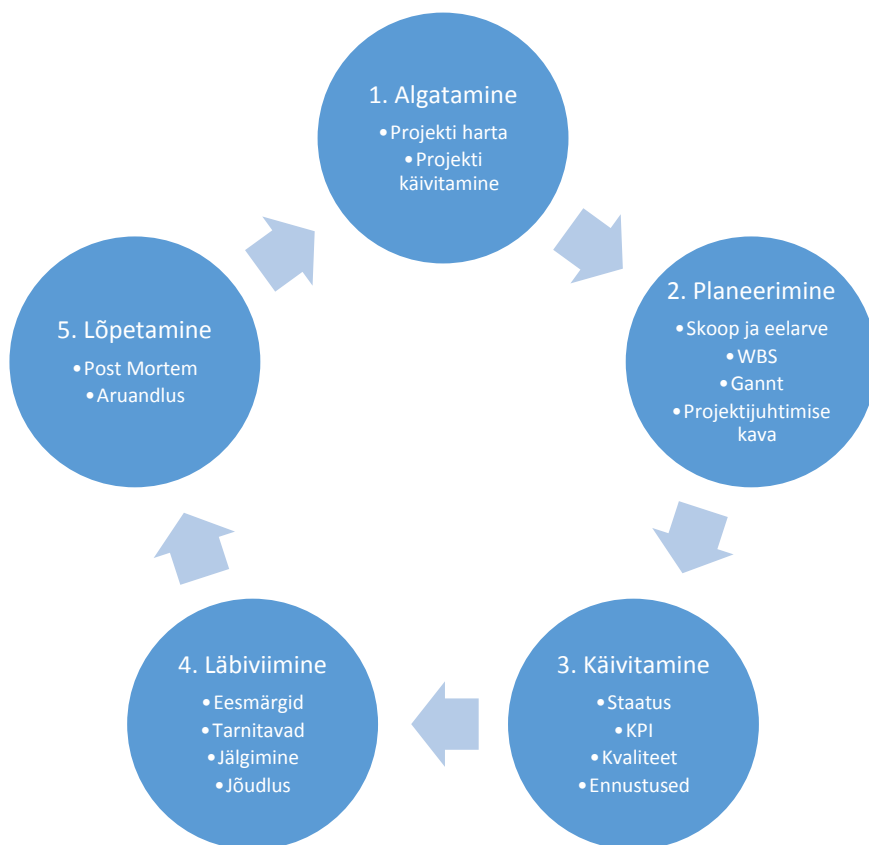 1. Algatamine
•Projekti harta
•Projekti
käivitamine
2. Planeerimine
•Skoop ja eelarve
•WBS
•Gannt
•Projektijuhtimise
kava
3. Käivitamine
•Staatus
•KPI
•Kvaliteet
•Ennustused
4. Läbiviimine
•Eesmärgid
•Tarnitavad
•Jälgimine
•Jõudlus
5. Lõpetamine
•Post Mortem
•Aruandlus